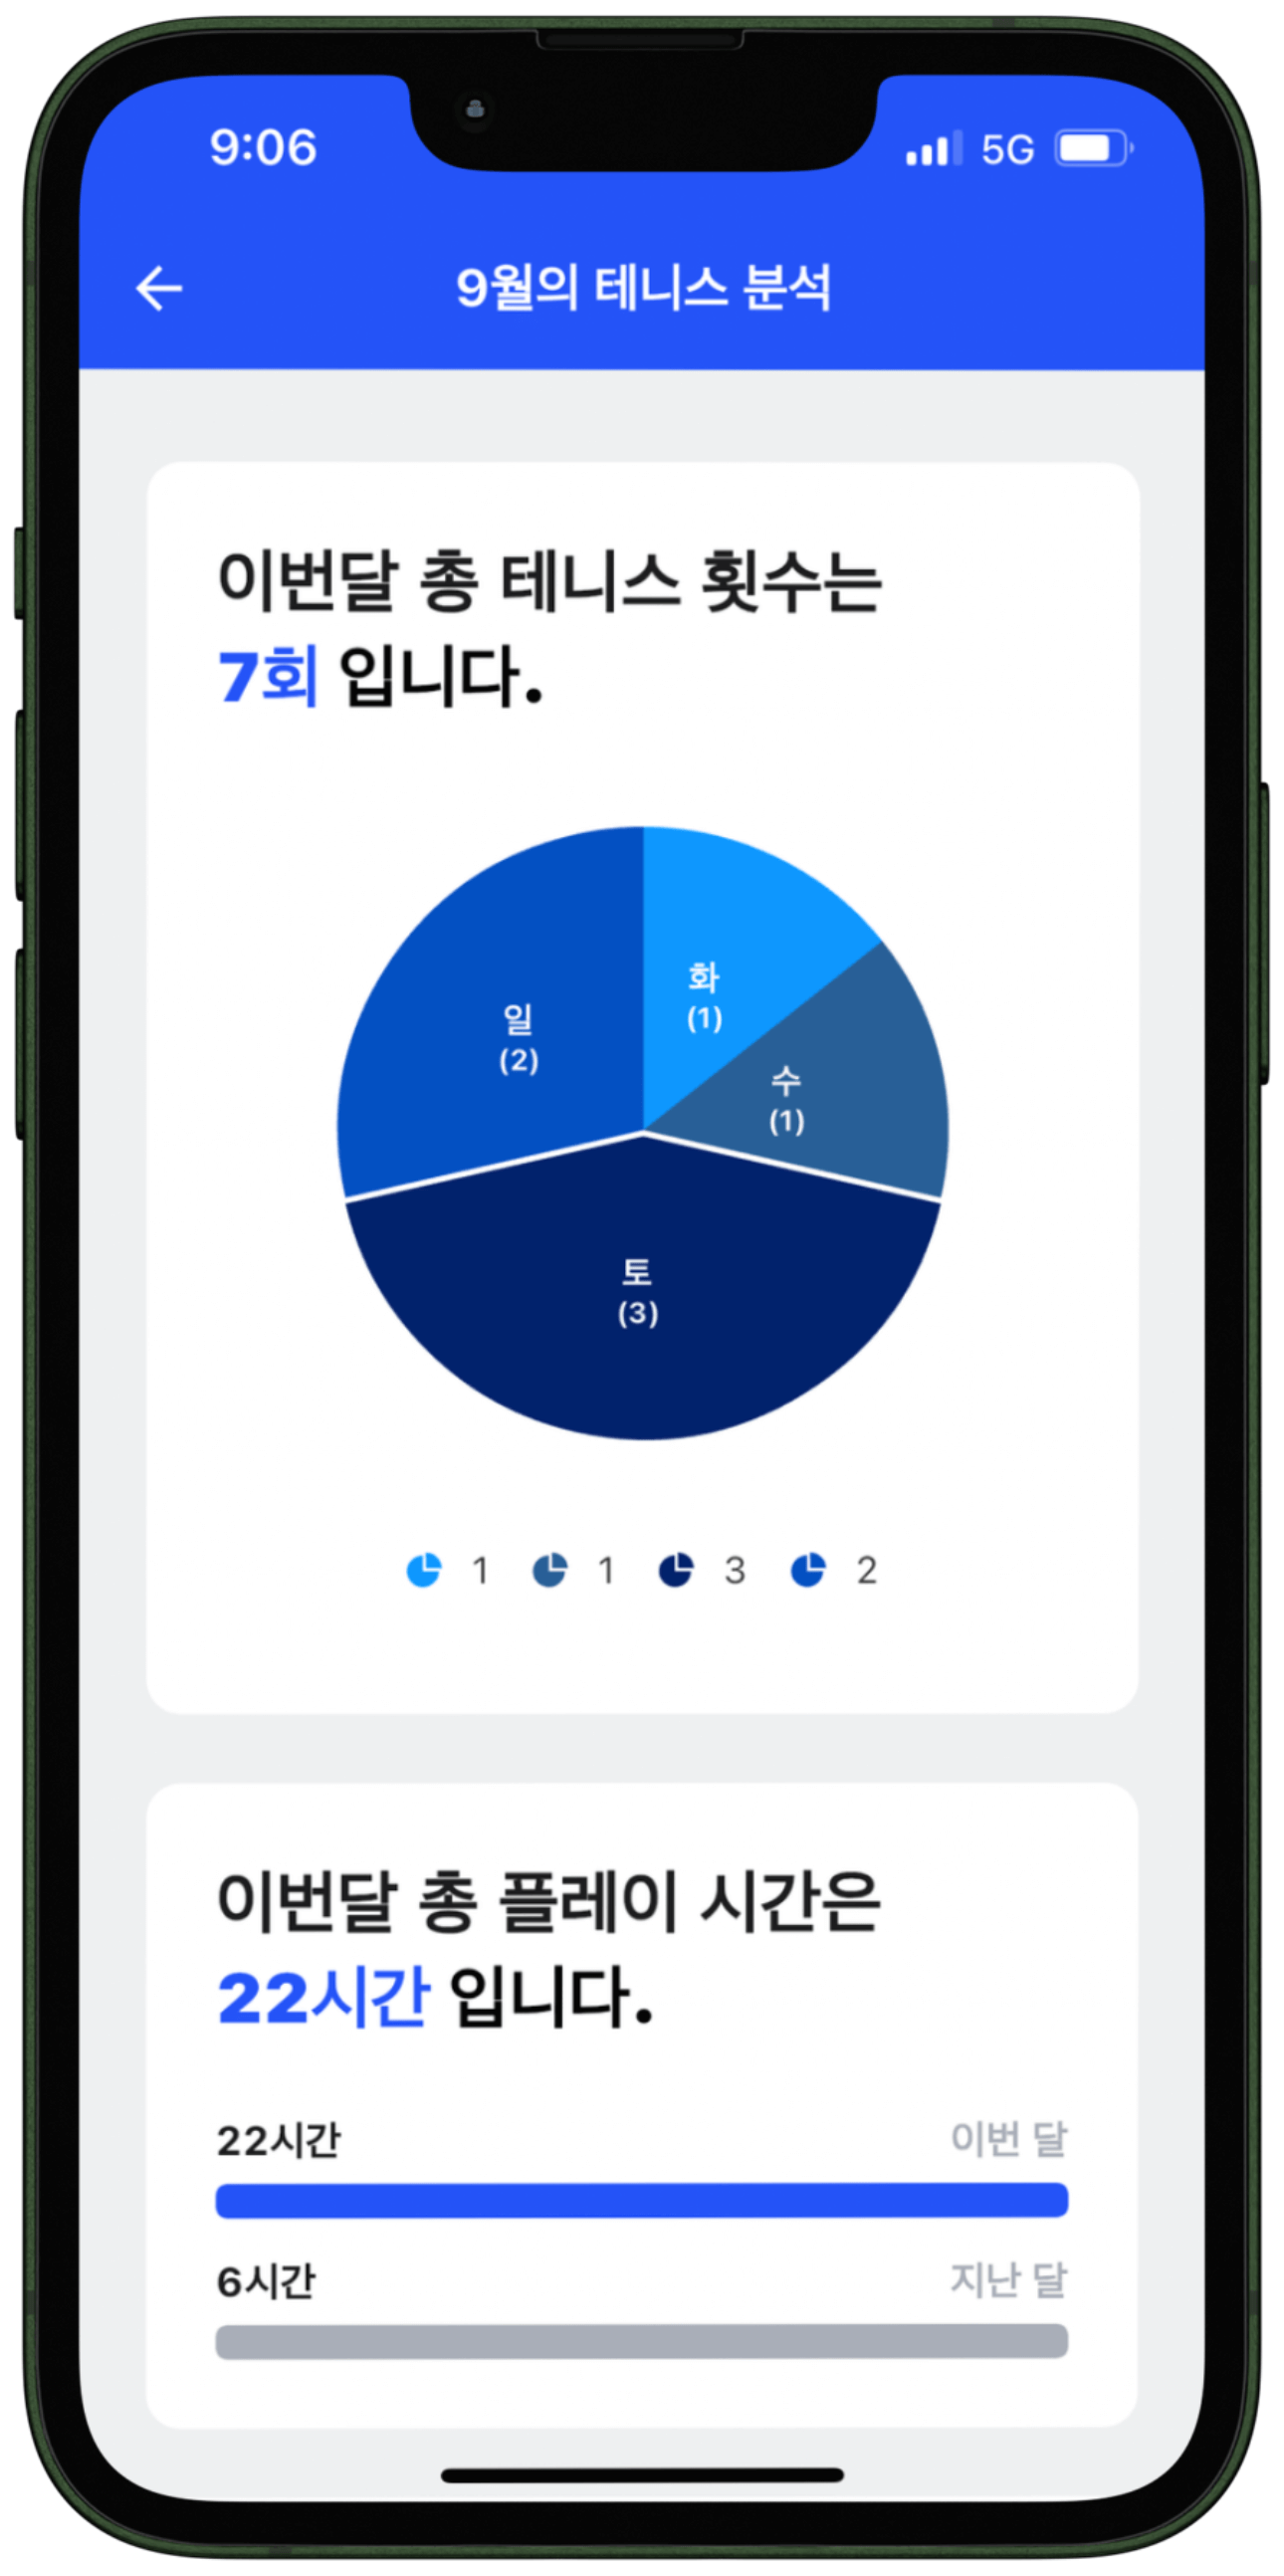 9:06 5G
9월의 테니스 분석
이번달 총 테니스 횟수는
7회 입니다.
화
(1)
일
(2)
수
(1)
토
(3)
1 1 3 2
이번달 총 플레이 시간은
22시간 입니다.
22시간 이번 달
6시간 지난 달